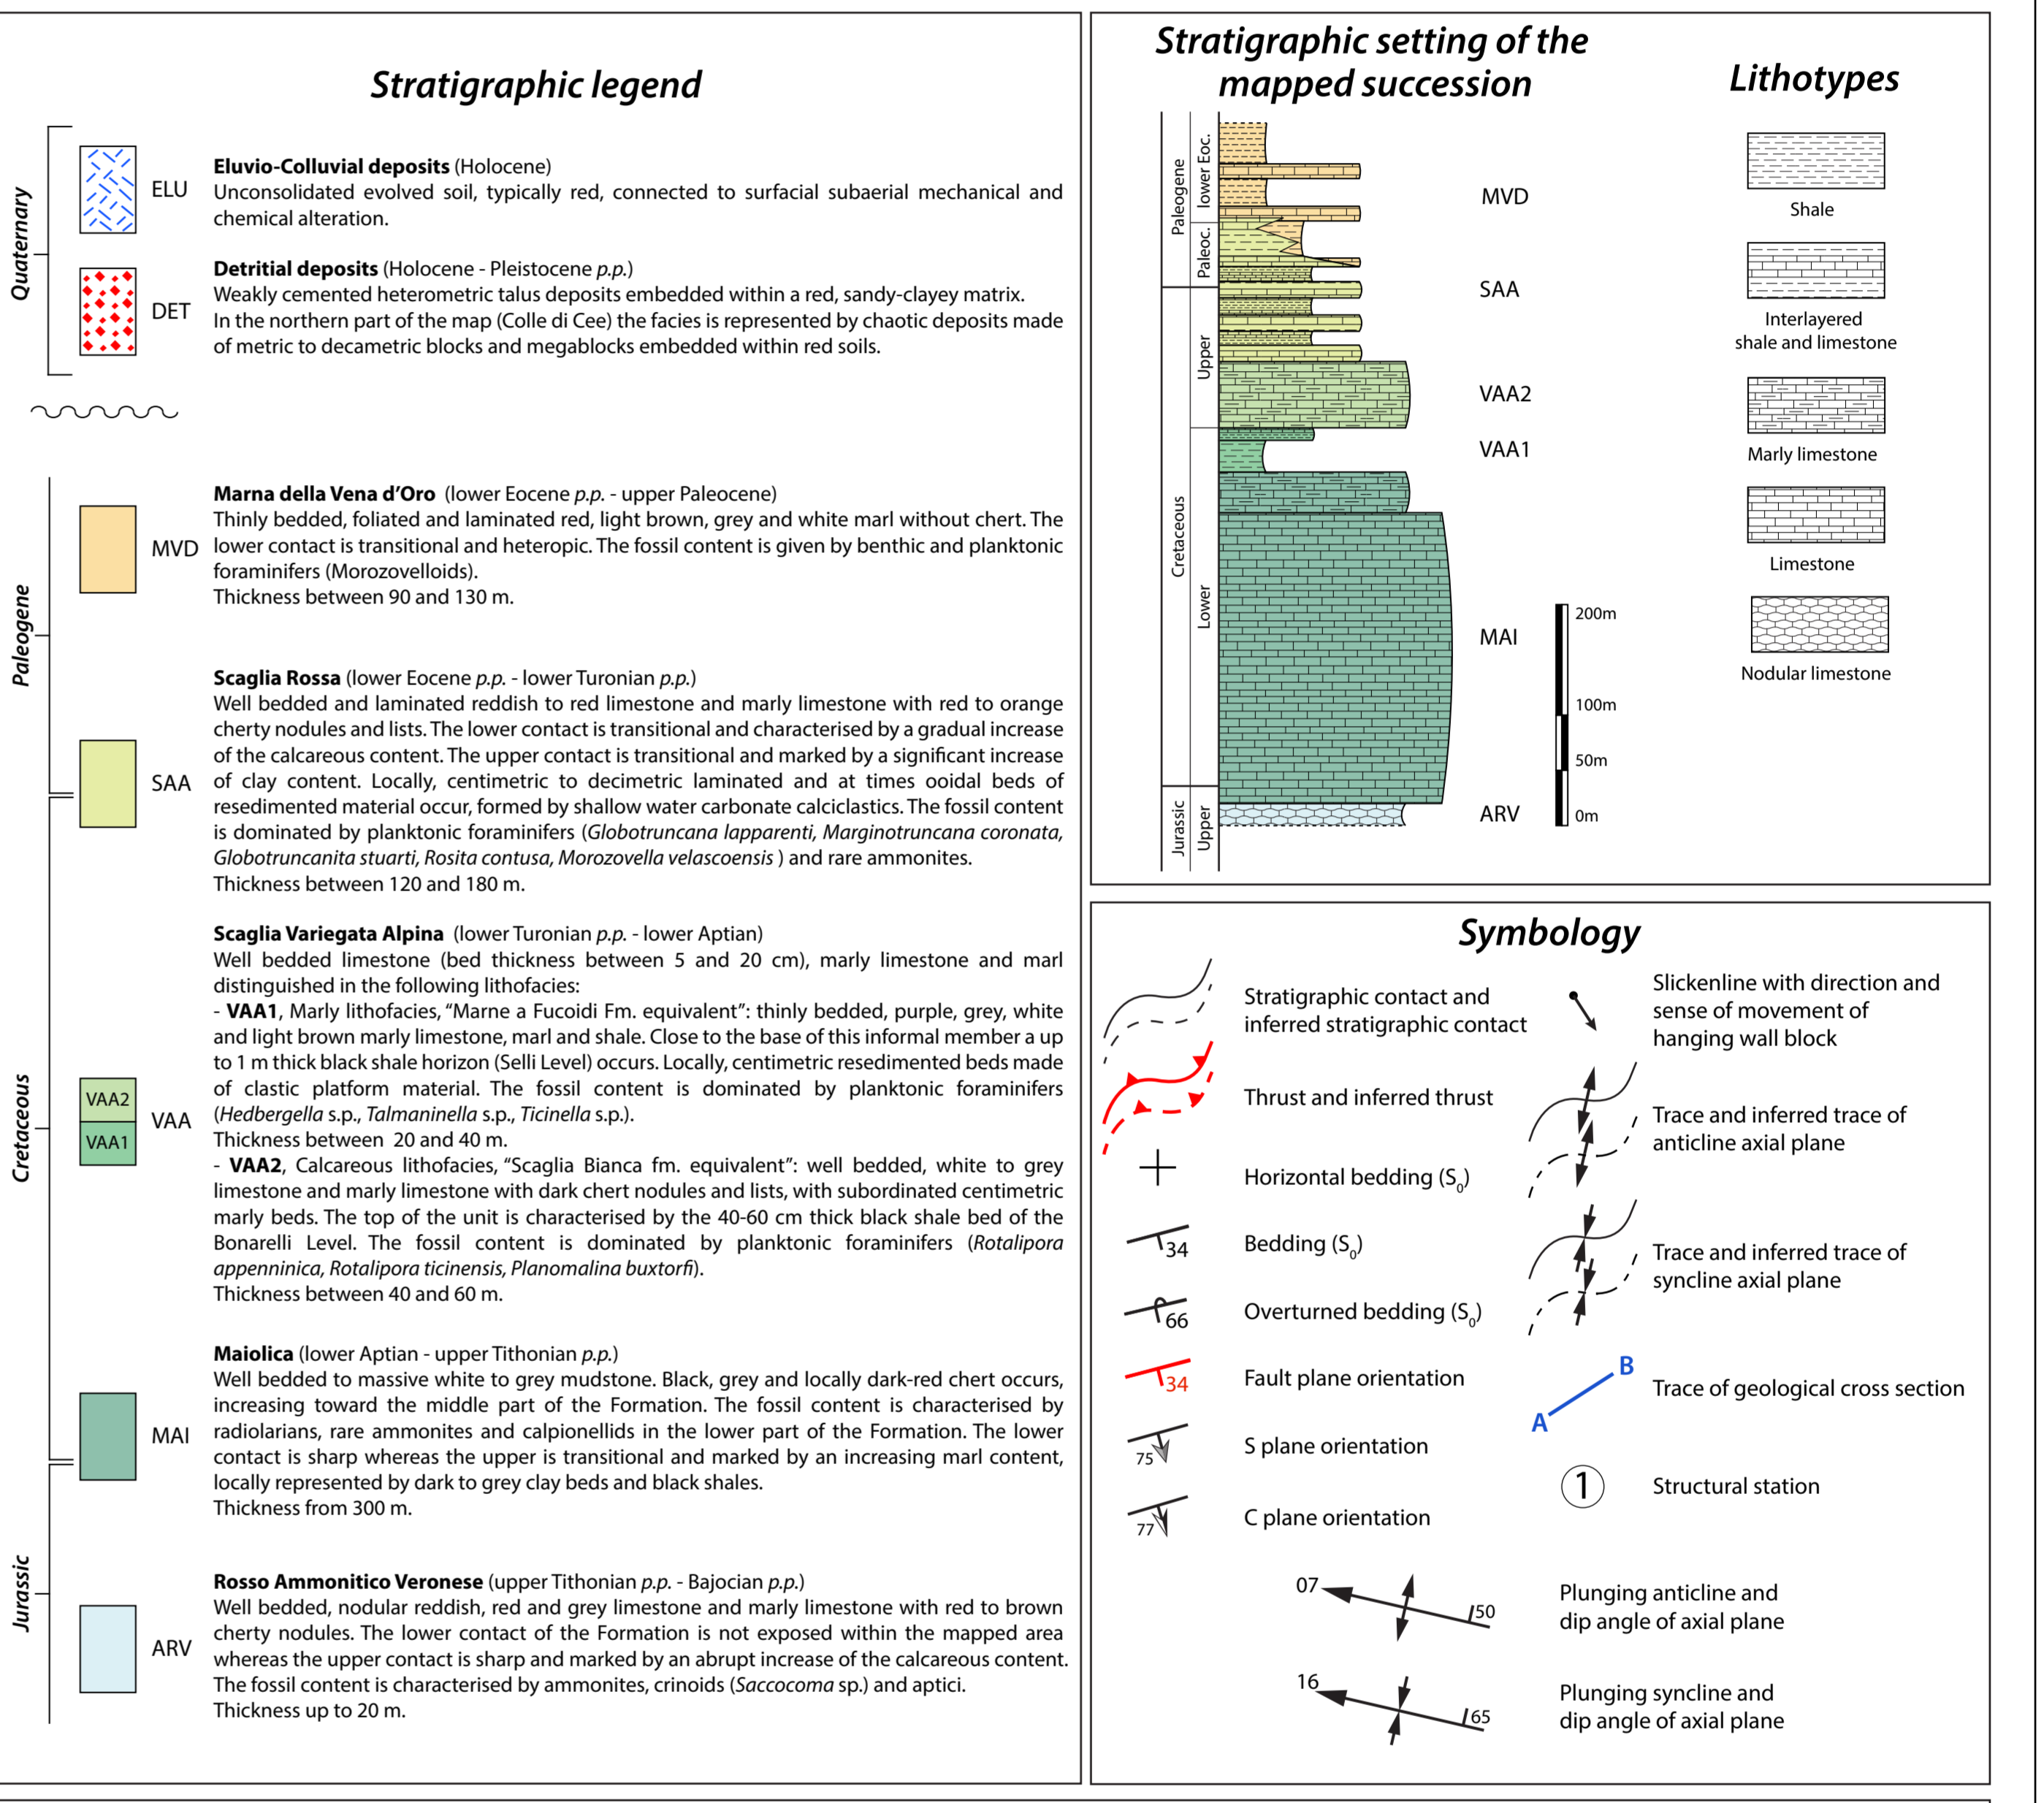 Stratigraphic legend
Quaternary
ELU
Eluvio-Colluvial deposits (Holocene)
Unconsolidated evolved soil, typically red, connected to surfacial subaerial mechanical and
chemical alteration.
DET
Detritial deposits (Holocene - Pleistocene p.p.)
Weakly cemented heterometric talus deposits embedded within a red, sandy-clayey matrix.
In the northern part of the map (Colle di Cee) the facies is represented by chaotic deposits made
of metric to decametric blocks and megablocks embedded within red soils.
Paleogene
MVD
Marna della Vena d'Oro (lower Eocene p.p. - upper Paleocene)
Thinly bedded, foliated and laminated red, light brown, grey and white marl without chert. The
lower contact is transitional and heteropic. The fossil content is given by benthic and planktonic
foraminifers (Morozovelloids).
Thickness between 90 and 130 m.
SAA
Scaglia Rossa (lower Eocene p.p. - lower Turonian p.p.)
Well bedded and laminated reddish to red limestone and marly limestone with red to orange
cherty nodules and lists. The lower contact is transitional and characterised by a gradual increase
of the calcareous content. The upper contact is transitional and marked by a significant increase
of clay content. Locally, centimetric to decimetric laminated and at times ooidal beds of
resedimented material occur, formed by shallow water carbonate calciclastics. The fossil content
is dominated by planktonic foraminifers (Globotruncana lapparenti, Marginotruncana coronata,
Globotruncanita stuarti, Rosita contusa, Morozovella velascoensis ) and rare ammonites.
Thickness between 120 and 180 m.
Cretaceous
VAA2
VAA1
VAA
Scaglia Variegata Alpina (lower Turonian p.p. - lower Aptian)
Well bedded limestone (bed thickness between 5 and 20 cm), marly limestone and marl
distinguished in the following lithofacies:
- VAA1, Marly lithofacies, “Marne a Fucoidi Fm. equivalent”: thinly bedded, purple, grey, white
and light brown marly limestone, marl and shale. Close to the base of this informal member a up
to 1 m thick black shale horizon (Selli Level) occurs. Locally, centimetric resedimented beds made
of clastic platform material. The fossil content is dominated by planktonic foraminifers
(Hedbergella s.p., Talmaninella s.p., Ticinella s.p.).
Thickness between 20 and 40 m.
- VAA2, Calcareous lithofacies, “Scaglia Bianca fm. equivalent”: well bedded, white to grey
limestone and marly limestone with dark chert nodules and lists, with subordinated centimetric
marly beds. The top of the unit is characterised by the 40-60 cm thick black shale bed of the
Bonarelli Level. The fossil content is dominated by planktonic foraminifers (Rotalipora
appenninica, Rotalipora ticinensis, Planomalina buxtorfi).
Thickness between 40 and 60 m.
MAI
Maiolica (lower Aptian - upper Tithonian p.p.)
Well bedded to massive white to grey mudstone. Black, grey and locally dark-red chert occurs,
increasing toward the middle part of the Formation. The fossil content is characterised by
radiolarians, rare ammonites and calpionellids in the lower part of the Formation. The lower
contact is sharp whereas the upper is transitional and marked by an increasing marl content,
locally represented by dark to grey clay beds and black shales.
Thickness from 300 m.
Jurassic
ARV
Rosso Ammonitico Veronese (upper Tithonian p.p. - Bajocian p.p.)
Well bedded, nodular reddish, red and grey limestone and marly limestone with red to brown
cherty nodules. The lower contact of the Formation is not exposed within the mapped area
whereas the upper contact is sharp and marked by an abrupt increase of the calcareous content.
The fossil content is characterised by ammonites, crinoids (Saccocoma sp.) and aptici.
Thickness up to 20 m.
Stratigraphic setting of the
mapped succession
Paleogene
lower Eoc.
Paleoc.
Cretaceous
Upper
Lower
Jurassic
Upper
MVD
SAA
VAA2
VAA1
MAI
ARV
200m
100m
50m
0m
Lithotypes
Shale
Interlayered
shale and limestone
Marly limestone
Limestone
Nodular limestone
Symbology
Stratigraphic contact and
inferred stratigraphic contact
Thrust and inferred thrust
Horizontal bedding (S0)
34
Bedding (S0)
66
Overturned bedding (S0)
34
Fault plane orientation
75
S plane orientation
77
C plane orientation
Slickenline with direction and
sense of movement of
hanging wall block
Trace and inferred trace of
anticline axial plane
Trace and inferred trace of
syncline axial plane
A
B
Trace of geological cross section
1
Structural station
07
50
Plunging anticline and
dip angle of axial plane
16
65
Plunging syncline and
dip angle of axial plane